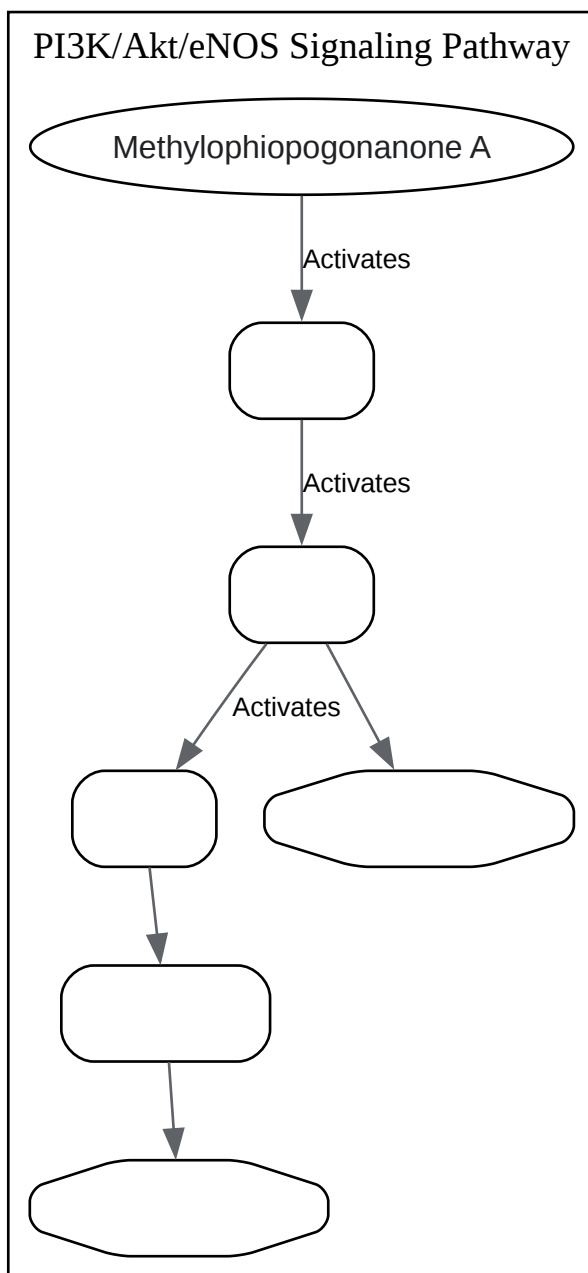 PI3K/Akt/eNOS Signaling Pathway
Methylophiopogonanone A
Activates
Activates
Activates